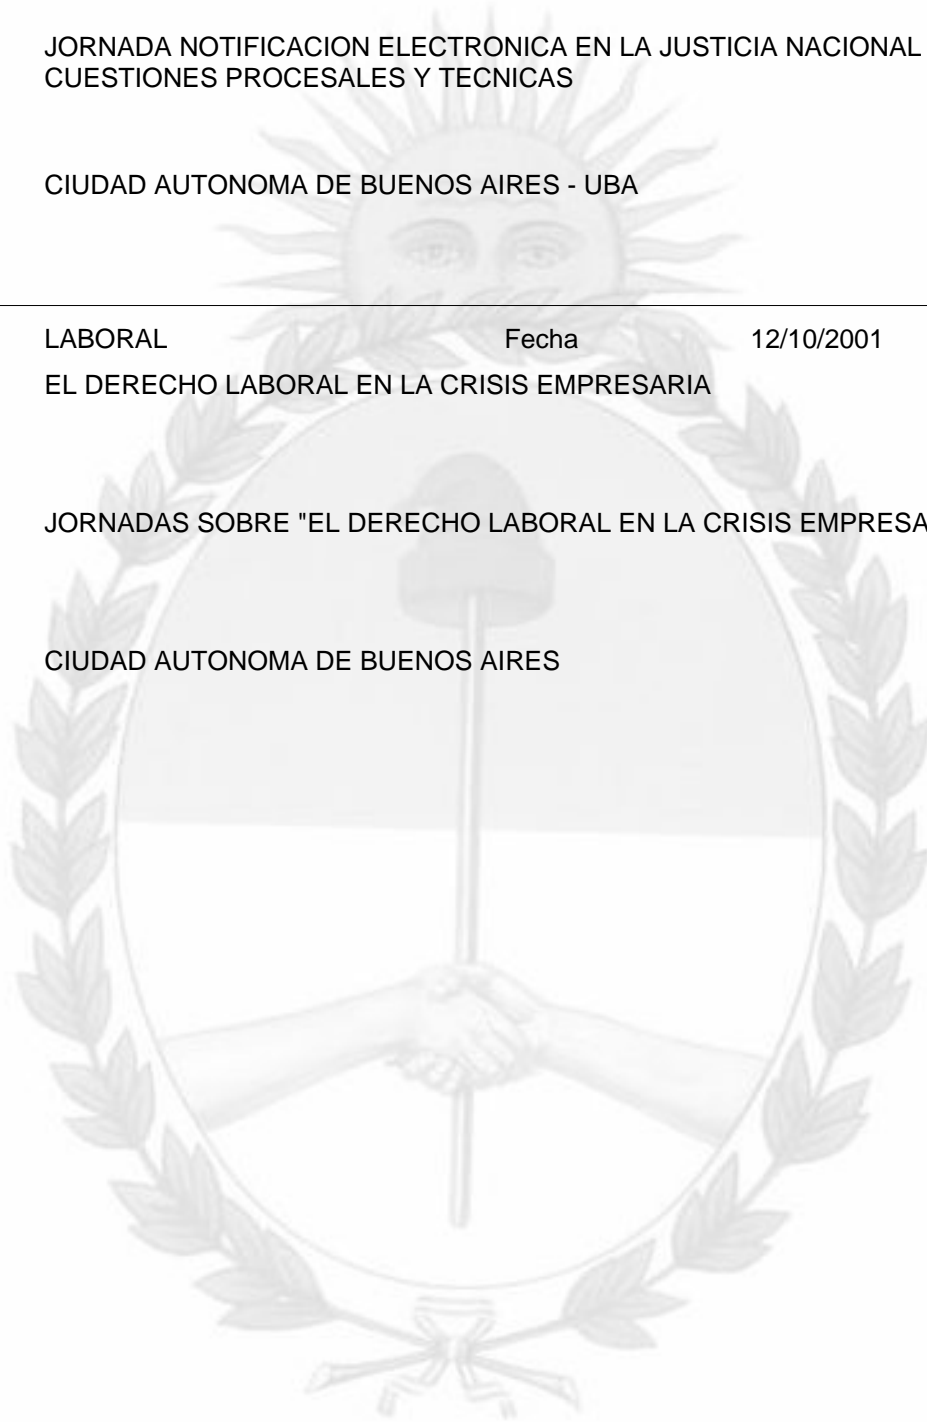 JORNADA NOTIFICACION ELECTRONICA EN LA JUSTICIA NACIONAL
CUESTIONES PROCESALES Y TECNICAS
CIUDAD AUTONOMA DE BUENOS AIRES - UBA
LABORAL Fecha 12/10/2001
EL DERECHO LABORAL EN LA CRISIS EMPRESARIA
JORNADAS SOBRE "EL DERECHO LABORAL EN LA CRISIS EMPRESA
CIUDAD AUTONOMA DE BUENOS AIRES